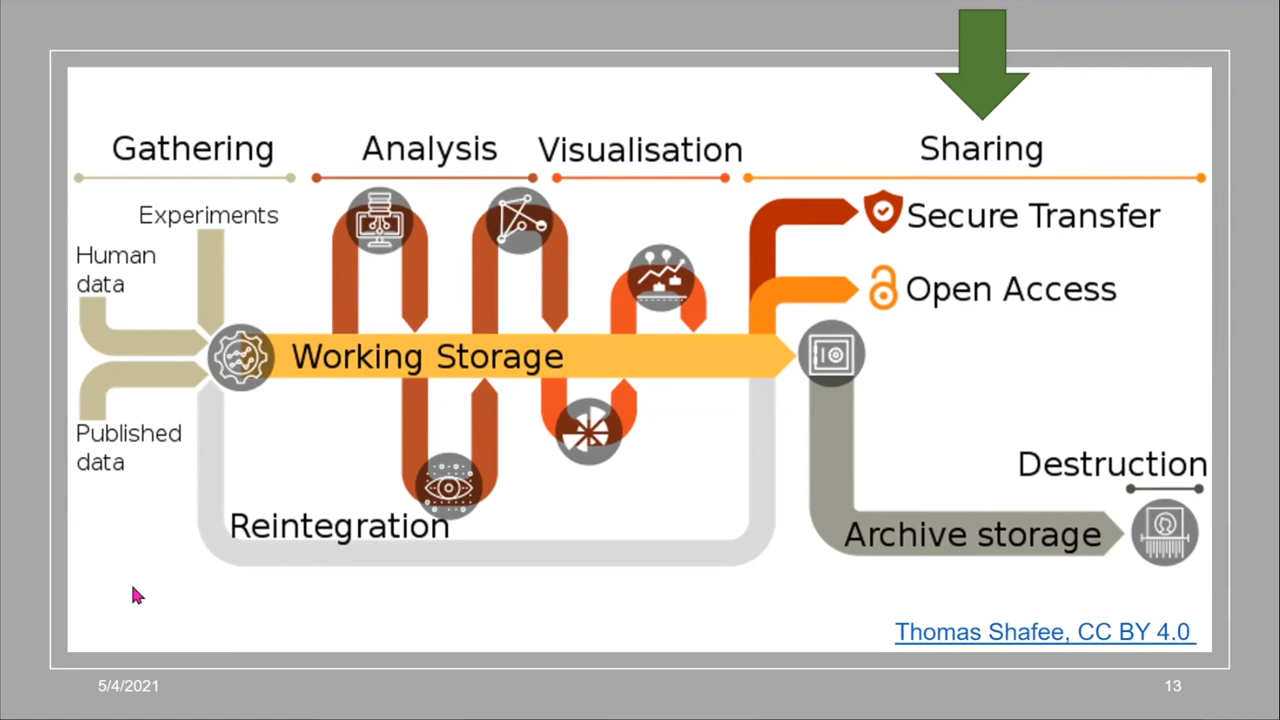 Gathering
Analysis
Visualisation
Sharing
Experiments
Human
data
Published
data
Working Storage
Reintegration
Secure Transfer
Open Access
Destruction
Archive storage
Thomas Shafee, CC BY 4.0
5/4/2021
13